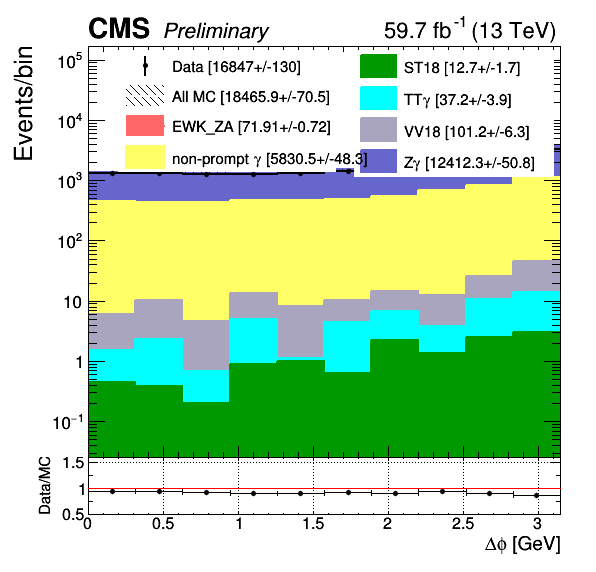 CMS Preliminary 59.7 fb⁻¹ (13 TeV)
Events/bin
10⁵
10⁴
10³
10²
10
1
10⁻¹
Data [16847+/-130]
All MC [18465.9+/-70.5]
EWK_ZA [71.91+/-0.72]
non-prompt γ [5830.5+/-48.3]
ST18 [12.7+/-1.7]
TTγ [37.2+/-3.9]
VV18 [101.2+/-6.3]
Zγ [12412.3+/-50.8]
Data/MC
1.5
1
0.5
0 0.5 1 1.5 2 2.5 3
Δϕ [GeV]